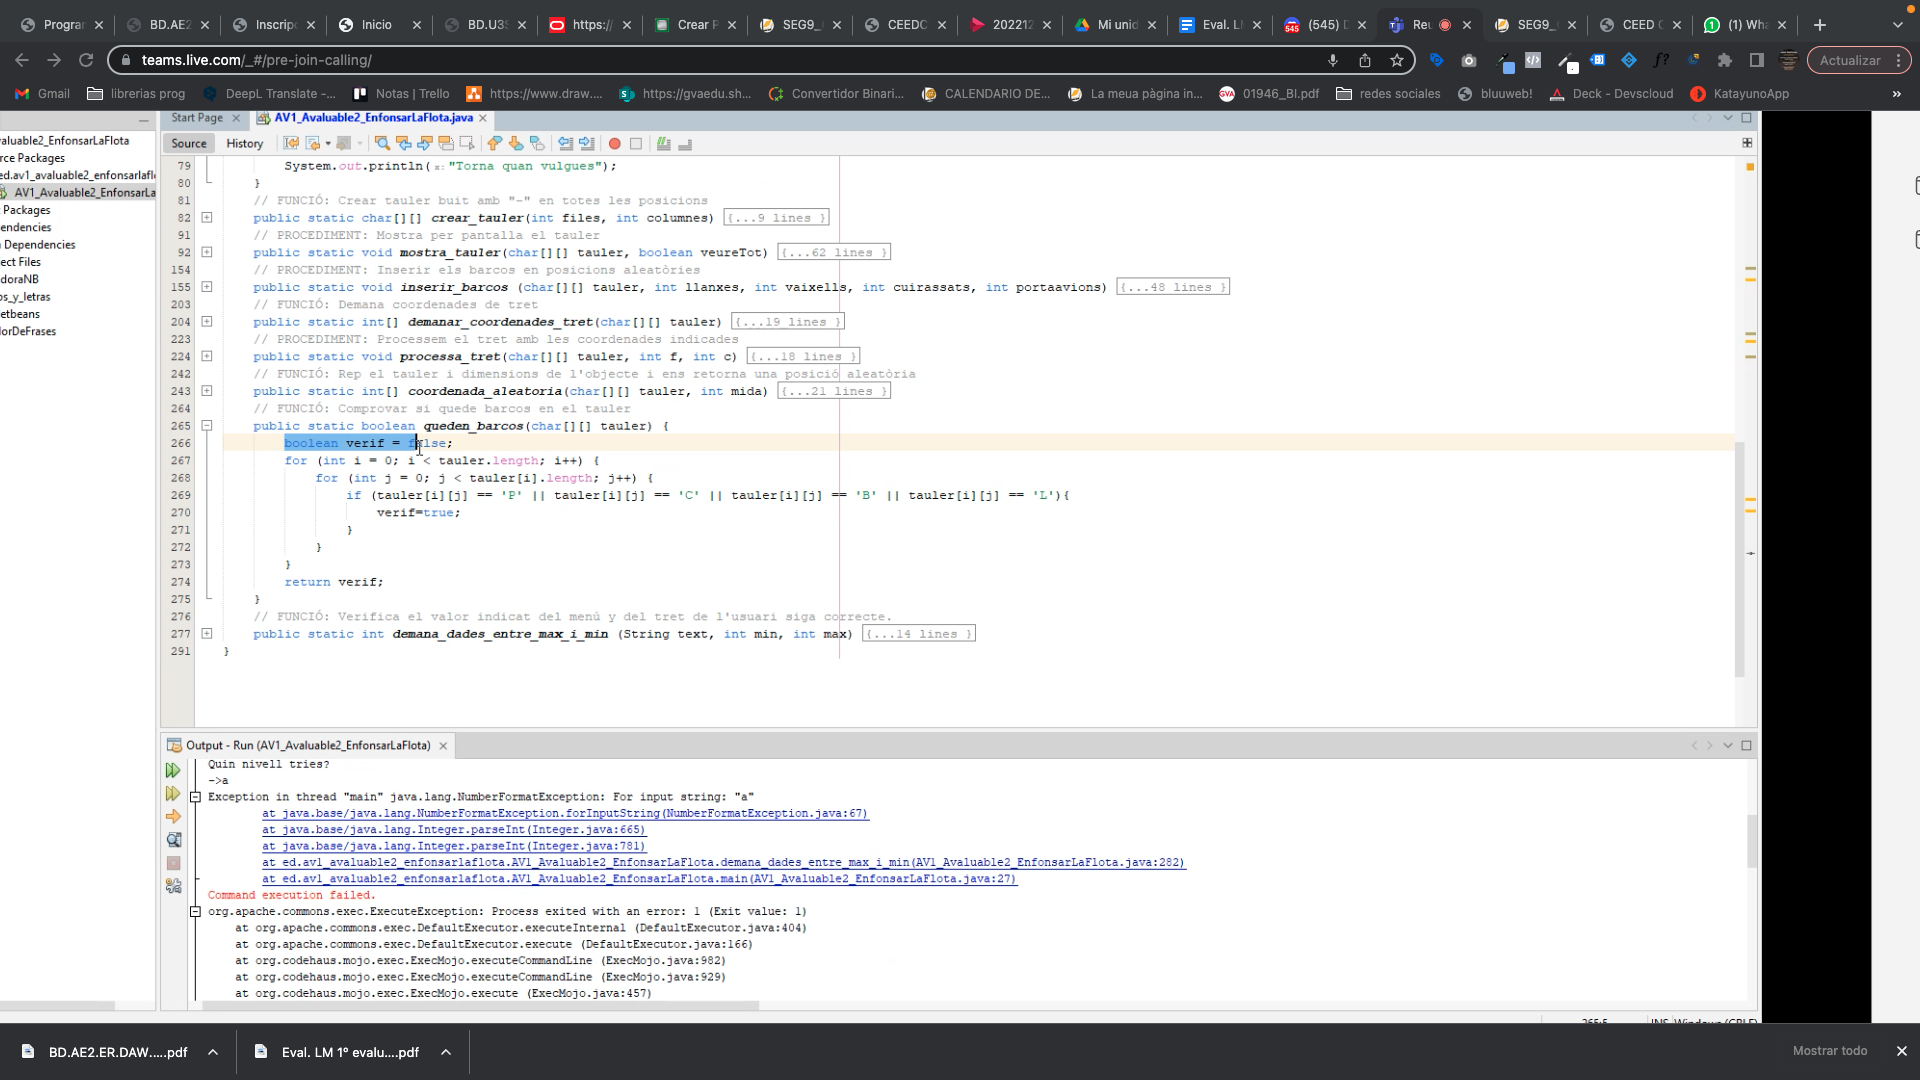 Progran
BD.AE2
Inscrip
Inicio
BD.U3S
https:/
Crear P
SEG9_
CEEDC
202212
Mi unid
Eval. L
(545) D
Reu
SEG9_
CEED C
(1) Wha
teams.live.com/_#/pre-join-calling/
Actualizar
Gmail
librerias prog
DeepL Translate -...
Notas | Trello
https://www.draw....
https://gvaedu.sh...
Convertidor Binari...
CALENDARIO DE...
La meua pàgina in...
01946_BI.pdf
redes sociales
bluuweb!
Deck - Devscloud
KatayunoApp
»
Start Page
AV1_Avaluable2_EnfonsarLaFlota.java
Source
History
valuable2_EnfonsarLaFlota
rce Packages
ed.av1_avaluable2_enfonsarlafl
AV1_Avaluable2_EnfonsarLa
Packages
endencies
Dependencies
ect Files
doraNB
os_y_letras
etbeans
dorDeFrases
79 System.out.println(x:"Torna quan vulgues");
80 }
81 // FUNCIÓ: Crear tauler buit amb "-" en totes les posicions
82 public static char[][] crear_tauler(int files, int columnes) {...9 lines }
91 // PROCEDIMENT: Mostra per pantalla el tauler
92 public static void mostra_tauler(char[][] tauler, boolean veureTot) {...62 lines }
154 // PROCEDIMENT: Inserir els barcos en posicions aleatòries
155 public static void inserir_barcos (char[][] tauler, int llanxes, int vaixells, int cuirassats, int portaavions) {...48 lines }
203 // FUNCIÓ: Demana coordenades de tret
204 public static int[] demanar_coordenades_tret(char[][] tauler) {...19 lines }
223 // PROCEDIMENT: Processem el tret amb les coordenades indicades
224 public static void processa_tret(char[][] tauler, int f, int c) {...18 lines }
242 // FUNCIÓ: Rep el tauler i dimensions de l'objecte i ens retorna una posició aleatòria
243 public static int[] coordenada_aleatoria(char[][] tauler, int mida) {...21 lines }
264 // FUNCIÓ: Comprovar si quede barcos en el tauler
265 public static boolean queden_barcos(char[][] tauler) {
266 boolean verif = false;
267 for (int i = 0; i < tauler.length; i++) {
268 for (int j = 0; j < tauler[i].length; j++) {
269 if (tauler[i][j] == 'P' || tauler[i][j] == 'C' || tauler[i][j] == 'B' || tauler[i][j] == 'L'){
270 verif=true;
271 }
272 }
273 }
274 return verif;
275 }
276 // FUNCIÓ: Verifica el valor indicat del menú y del tret de l'usuari siga correcte.
277 public static int demana_dades_entre_max_i_min (String text, int min, int max) {...14 lines }
291 }
Output - Run (AV1_Avaluable2_EnfonsarLaFlota)
Quin nivell tries?
->a
Exception in thread "main" java.lang.NumberFormatException: For input string: "a"
at java.base/java.lang.NumberFormatException.forInputString(NumberFormatException.java:67)
at java.base/java.lang.Integer.parseInt(Integer.java:665)
at java.base/java.lang.Integer.parseInt(Integer.java:781)
at ed.av1_avaluable2_enfonsarlaflota.AV1_Avaluable2_EnfonsarLaFlota.demana_dades_entre_max_i_min(AV1_Avaluable2_EnfonsarLaFlota.java:282)
at ed.av1_avaluable2_enfonsarlaflota.AV1_Avaluable2_EnfonsarLaFlota.main(AV1_Avaluable2_EnfonsarLaFlota.java:27)
Command execution failed.
org.apache.commons.exec.ExecuteException: Process exited with an error: 1 (Exit value: 1)
at org.apache.commons.exec.DefaultExecutor.executeInternal (DefaultExecutor.java:404)
at org.apache.commons.exec.DefaultExecutor.execute (DefaultExecutor.java:166)
at org.codehaus.mojo.exec.ExecMojo.executeCommandLine (ExecMojo.java:982)
at org.codehaus.mojo.exec.ExecMojo.executeCommandLine (ExecMojo.java:929)
at org.codehaus.mojo.exec.ExecMojo.execute (ExecMojo.java:457)
265:5 INS Windows (CRLF)
BD.AE2.ER.DAW.....pdf
Eval. LM 1º evalu....pdf
Mostrar todo